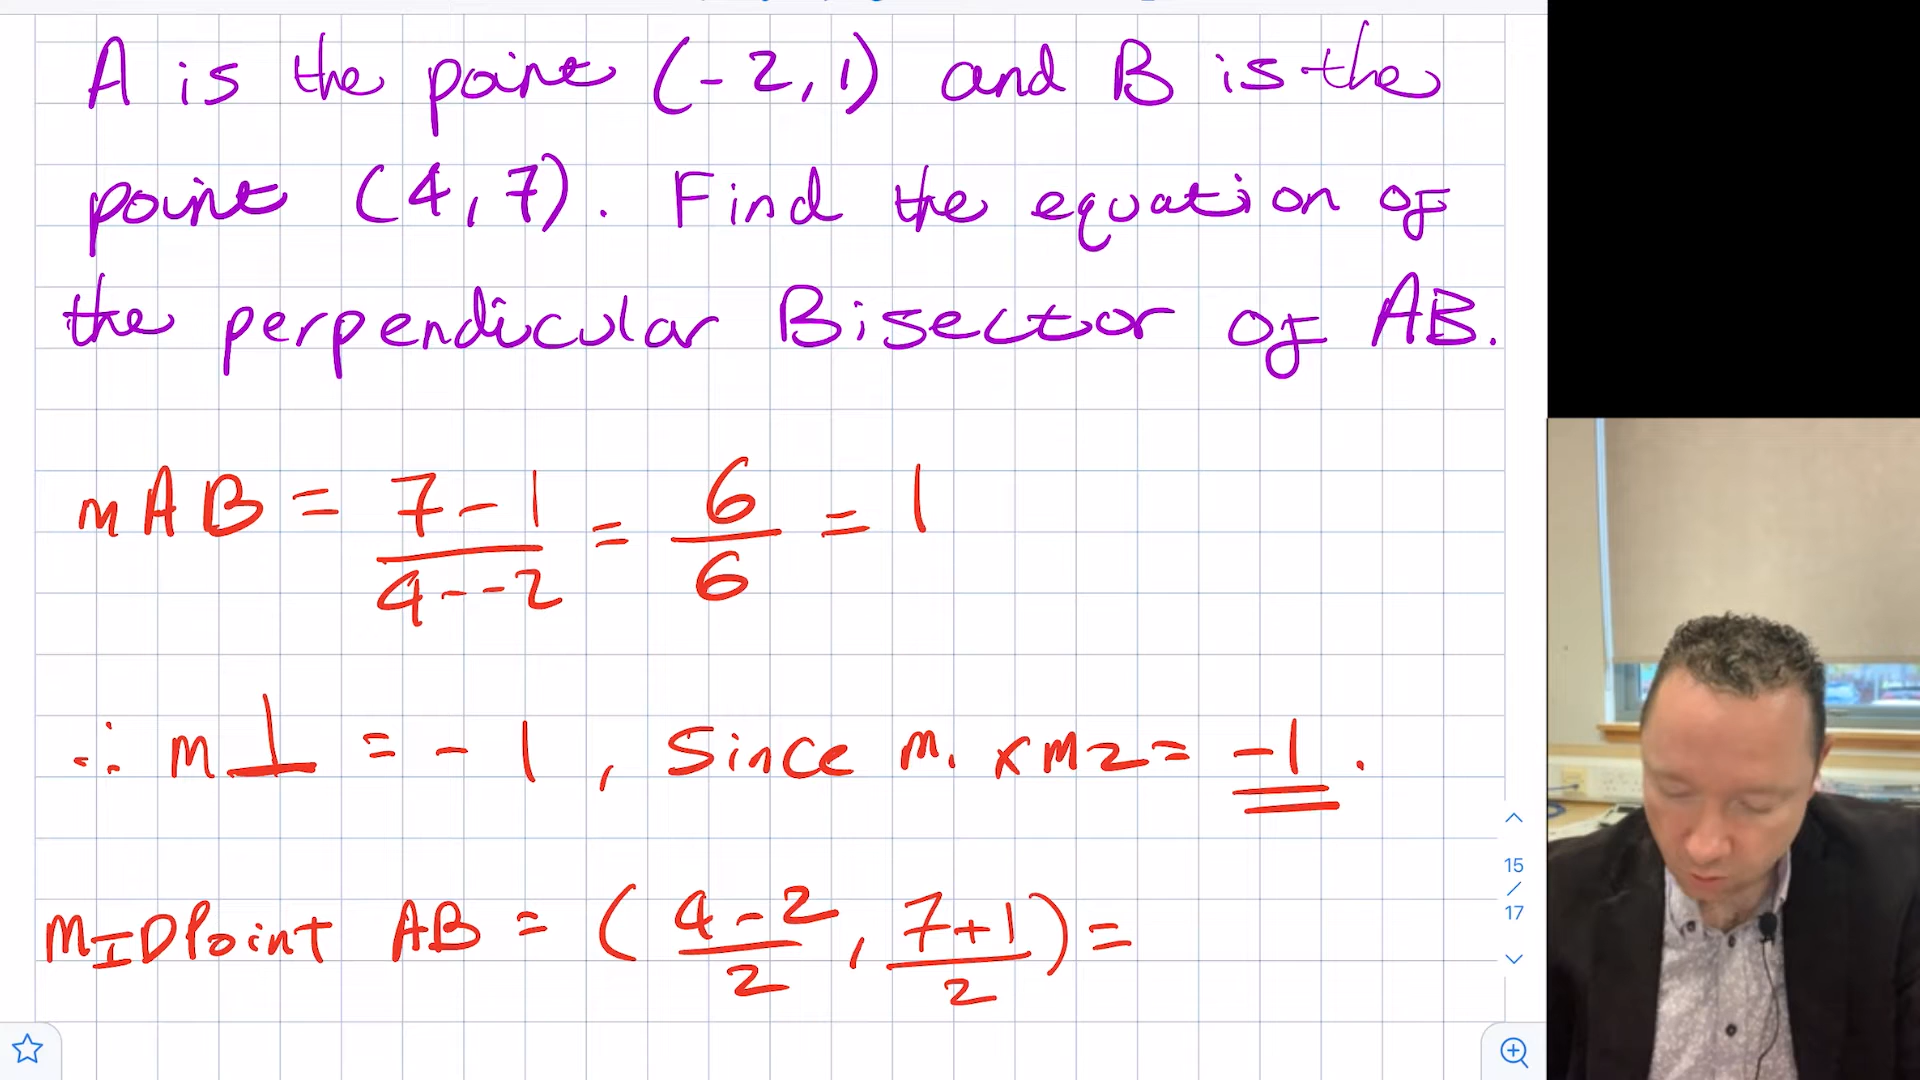 A is the point (-2,1) and B is the
point (4,7). Find the equation of
the perpendicular Bisector of AB.
mAB = 7-1/4--2 = 6/6 = 1
∴ m⊥ = -1, Since m1 x m2 = -1.
MIDPoint AB = (4-2/2, 7+1/2) =
15
/
17